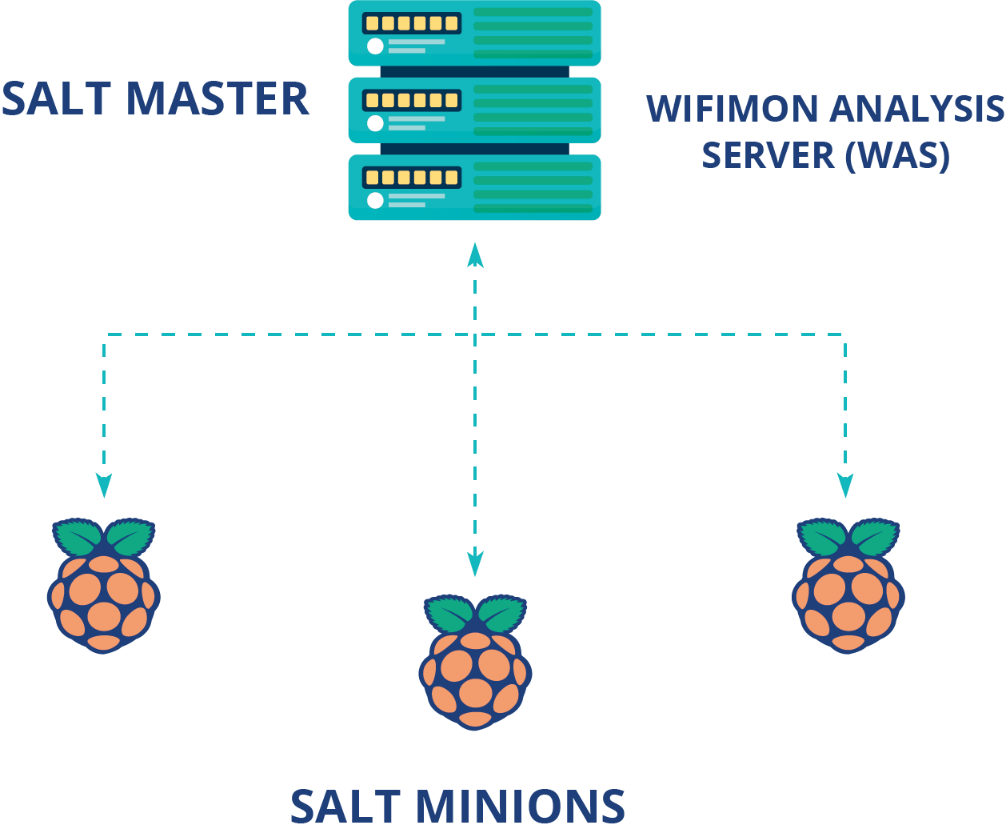 SALT MASTER
WIFIMON ANALYSIS
SERVER (WAS)
SALT MINIONS